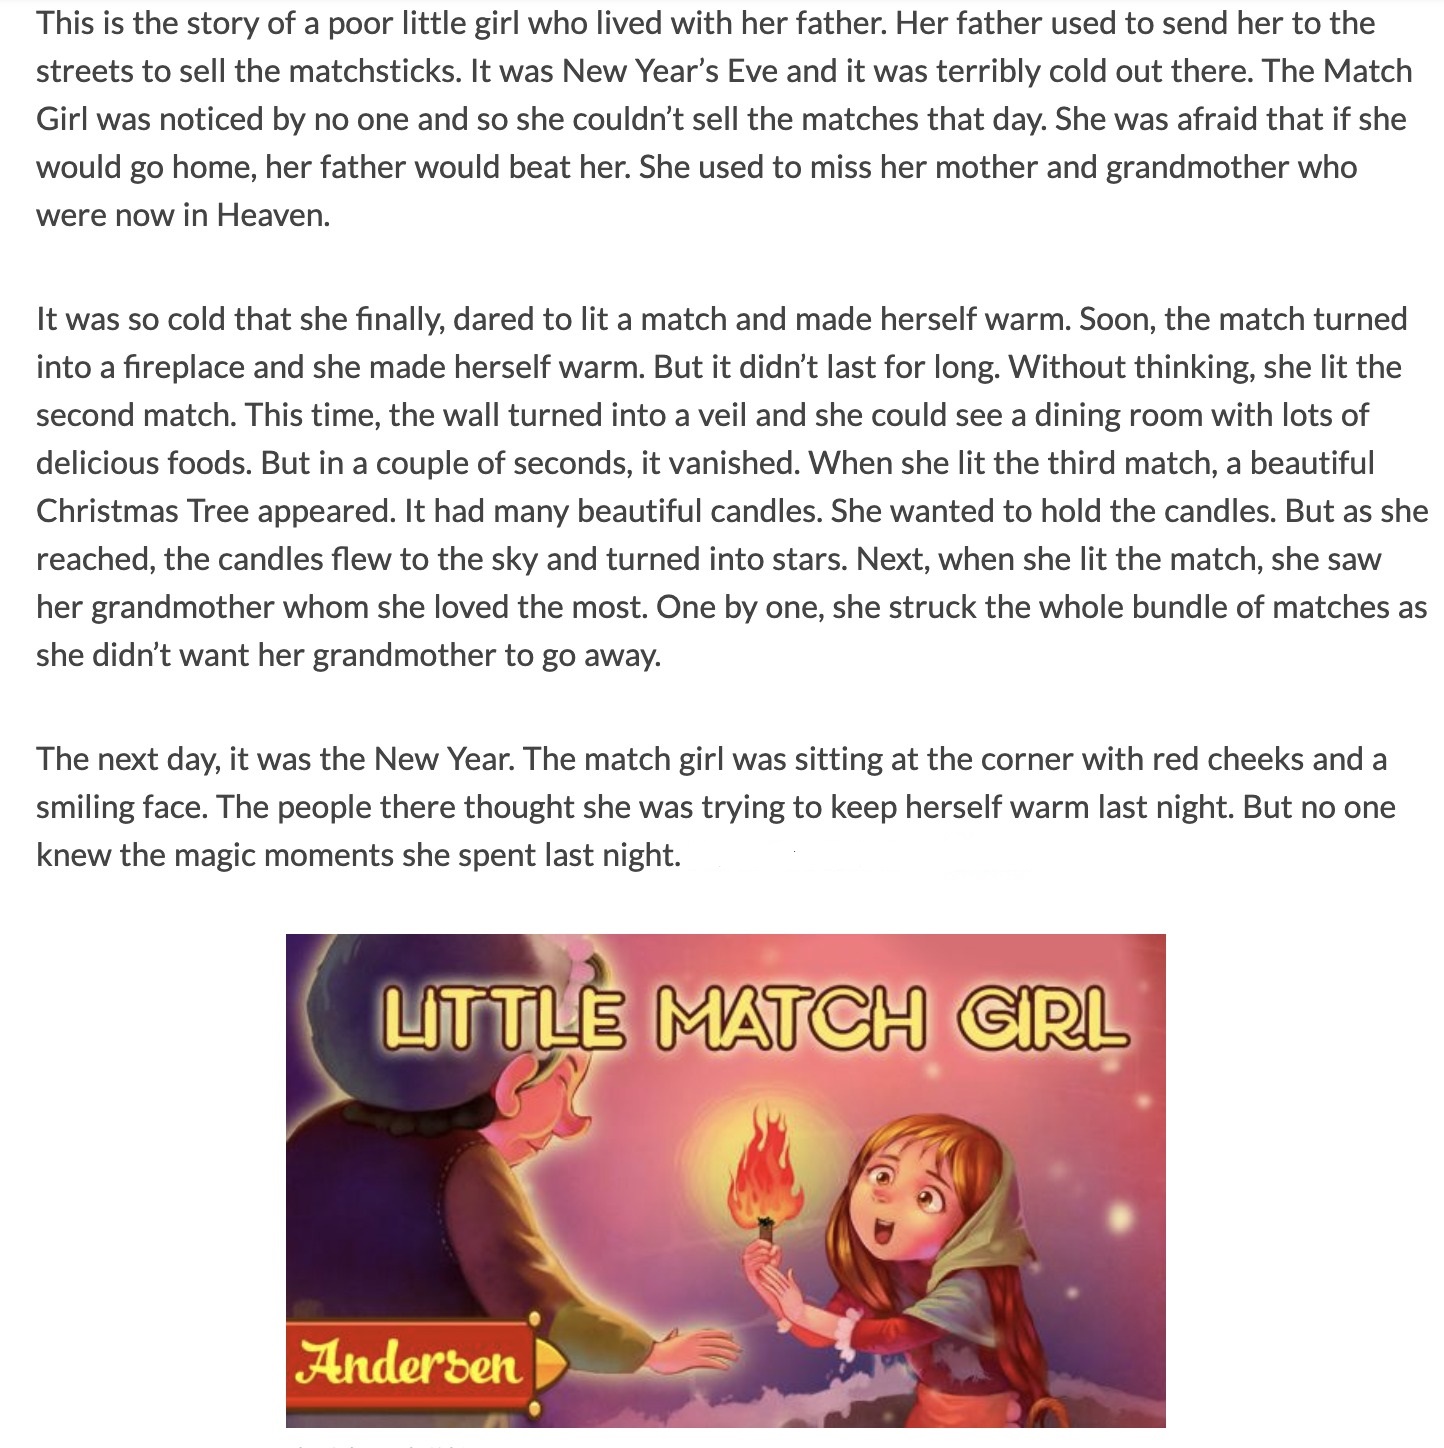 This is the story of a poor little girl who lived with her father. Her father used to send her to the
streets to sell the matchsticks. It was New Year’s Eve and it was terribly cold out there. The Match
Girl was noticed by no one and so she couldn’t sell the matches that day. She was afraid that if she
would go home, her father would beat her. She used to miss her mother and grandmother who
were now in Heaven.
It was so cold that she finally, dared to lit a match and made herself warm. Soon, the match turned
into a fireplace and she made herself warm. But it didn’t last for long. Without thinking, she lit the
second match. This time, the wall turned into a veil and she could see a dining room with lots of
delicious foods. But in a couple of seconds, it vanished. When she lit the third match, a beautiful
Christmas Tree appeared. It had many beautiful candles. She wanted to hold the candles. But as she
reached, the candles flew to the sky and turned into stars. Next, when she lit the match, she saw
her grandmother whom she loved the most. One by one, she struck the whole bundle of matches as
she didn’t want her grandmother to go away.
The next day, it was the New Year. The match girl was sitting at the corner with red cheeks and a
smiling face. The people there thought she was trying to keep herself warm last night. But no one
knew the magic moments she spent last night.
LITTLE MATCH GIRL
Andersen